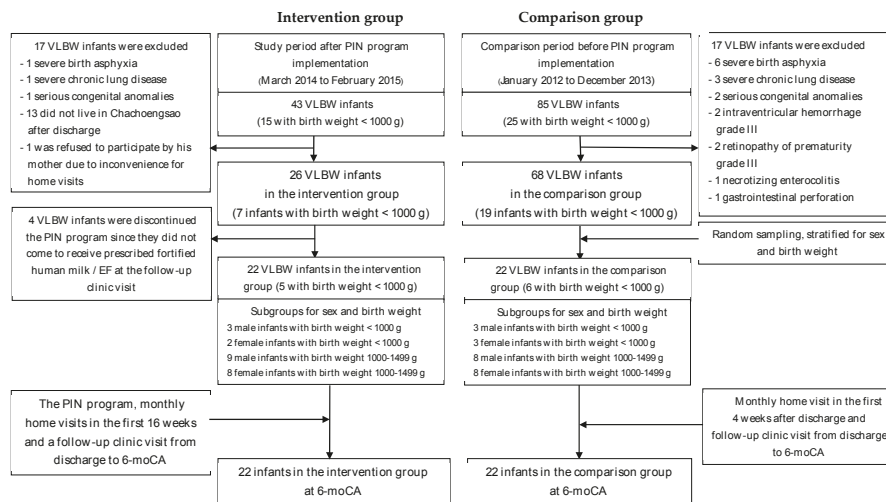 Intervention group
Comparison group
17 VLBW infants were excluded
- 1 severe birth asphyxia
- 1 severe chronic lung disease
- 1 serious congenital anomalies
- 13 did not live in Chachoengsao
after discharge
- 1 was refused to participate by his
mother due to inconvenience for
home visits
Study period after PIN program
implementation
(March 2014 to February 2015)
43 VLBW infants
(15 with birth weight < 1000 g)
Comparison period before PIN program
implementation
(January 2012 to December 2013)
85 VLBW infants
(25 with birth weight < 1000 g)
17 VLBW infants were excluded
- 6 severe birth asphyxia
- 3 severe chronic lung disease
- 2 serious congenital anomalies
- 2 intraventricular hemorrhage
grade III
- 2 retinopathy of prematurity
grade III
- 1 necrotizing enterocolitis
- 1 gastrointestinal perforation
26 VLBW infants
in the intervention group
(7 infants with birth weight < 1000 g)
68 VLBW infants
in the comparison group
(19 infants with birth weight < 1000 g)
4 VLBW infants were discontinued
the PIN program since they did not
come to receive prescribed fortified
human milk / EF at the follow-up
clinic visit
Random sampling, stratified for sex
and birth weight
22 VLBW infants in the intervention
group (5 with birth weight < 1000 g)
Subgroups for sex and birth weight
3 male infants with birth weight < 1000 g
2 female infants with birth weight < 1000 g
9 male infants with birth weight 1000-1499 g
8 female infants with birth weight 1000-1499 g
22 VLBW infants in the comparison
group (6 with birth weight < 1000 g)
Subgroups for sex and birth weight
3 male infants with birth weight < 1000 g
3 female infants with birth weight < 1000 g
8 male infants with birth weight 1000-1499 g
8 female infants with birth weight 1000-1499 g
The PIN program, monthly
home visits in the first 16 weeks
and a follow-up clinic visit from
discharge to 6-moCA
Monthly home visit in the first
4 weeks after discharge and
follow-up clinic visit from discharge
to 6-moCA
22 infants in the intervention group
at 6-moCA
22 infants in the comparison group
at 6-moCA